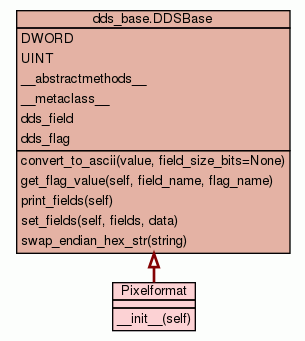 dds_base.DDSBase
DWORD
UINT
__abstractmethods__
__metaclass__
dds_field
dds_flag
convert_to_ascii(value, field_size_bits=None)
get_flag_value(self, field_name, flag_name)
print_fields(self)
set_fields(self, fields, data)
swap_endian_hex_str(string)
Pixelformat
__init__(self)